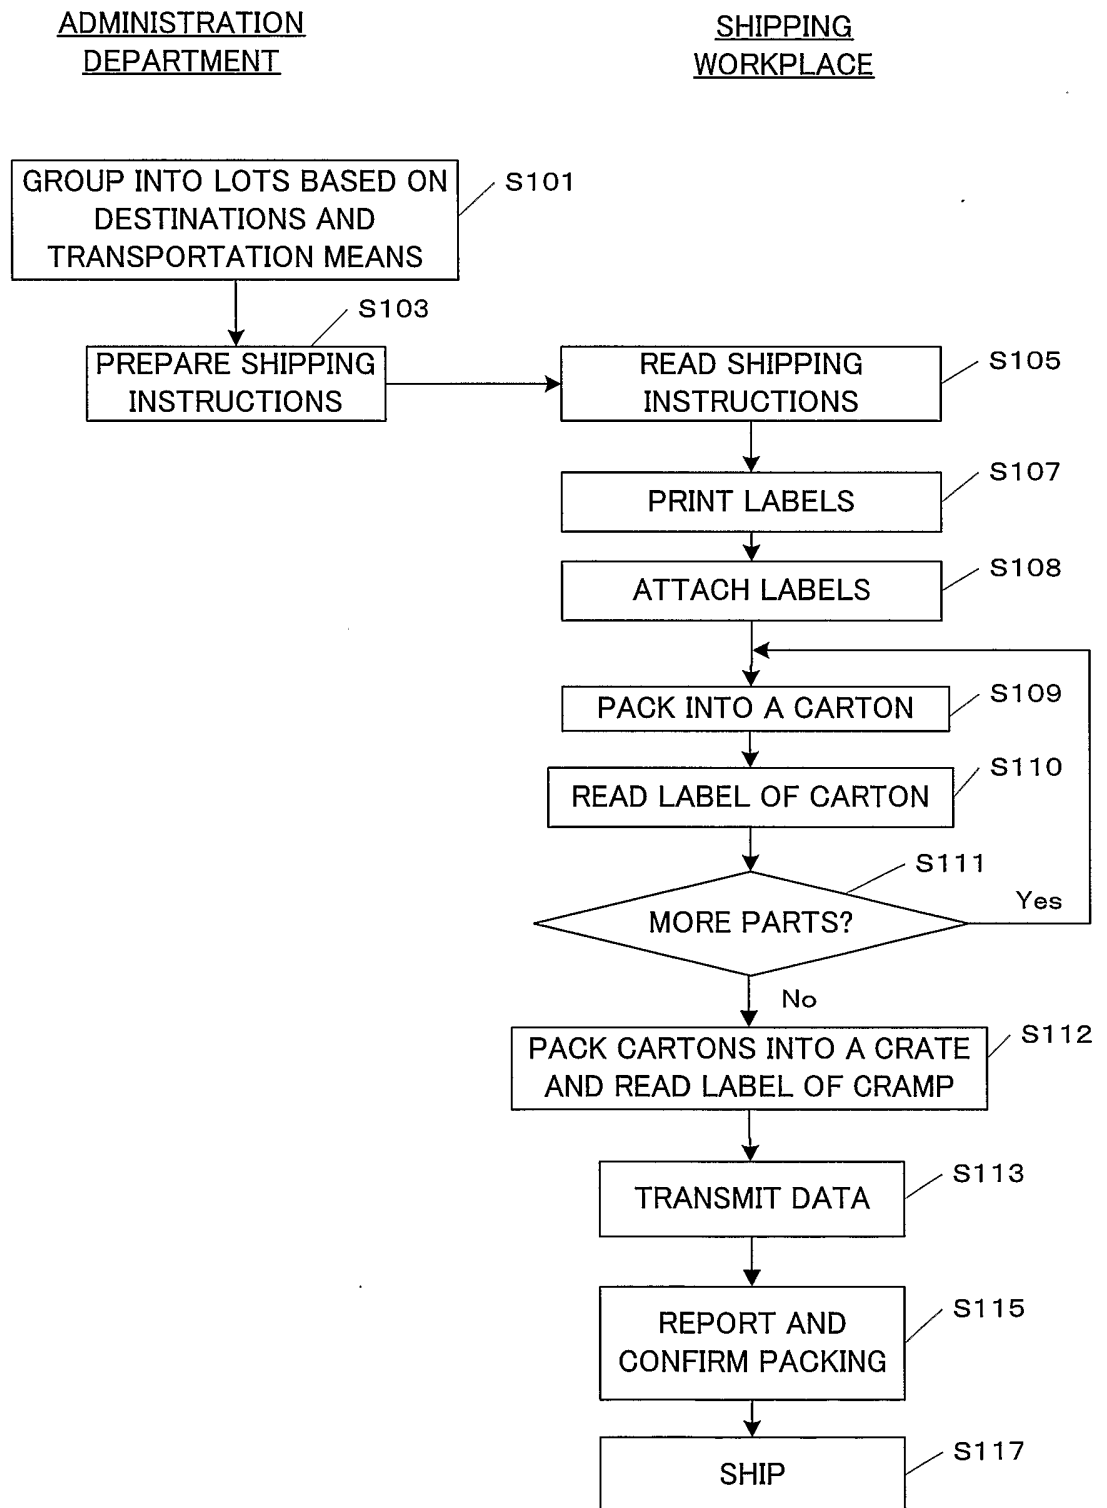 ADMINISTRATION
DEPARTMENT
SHIPPING
WORKPLACE
GROUP INTO LOTS BASED ON
DESTINATIONS AND
TRANSPORTATION MEANS
S101
S103
PREPARE SHIPPING
INSTRUCTIONS
READ SHIPPING
INSTRUCTIONS
S105
PRINT LABELS
S107
ATTACH LABELS
S108
PACK INTO A CARTON
S109
READ LABEL OF CARTON
S110
MORE PARTS?
S111
Yes
No
PACK CARTONS INTO A CRATE
AND READ LABEL OF CRAMP
S112
TRANSMIT DATA
S113
REPORT AND
CONFIRM PACKING
S115
SHIP
S117